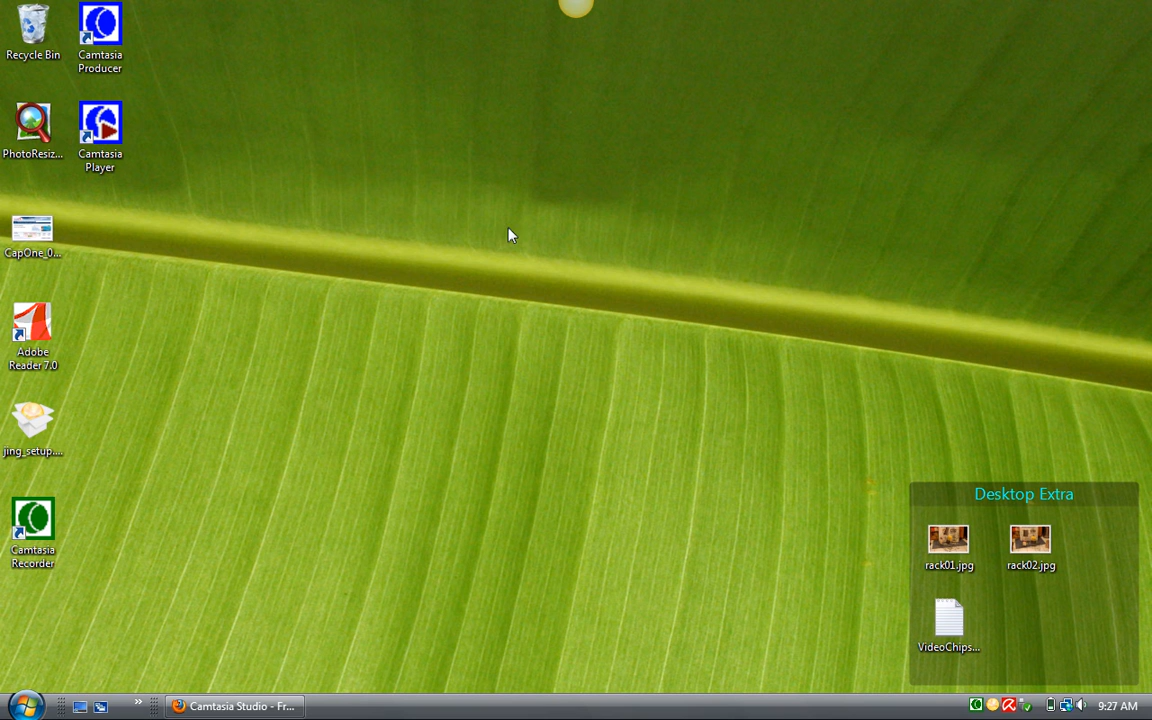 Recycle Bin
Camtasia
Producer
PhotoResiz...
Camtasia
Player
CapOne_0...
Adobe
Reader 7.0
jing_setup....
Camtasia
Recorder
Desktop Extra
rack01.jpg
rack02.jpg
VideoChips...
Camtasia Studio - Fr...
9:27 AM